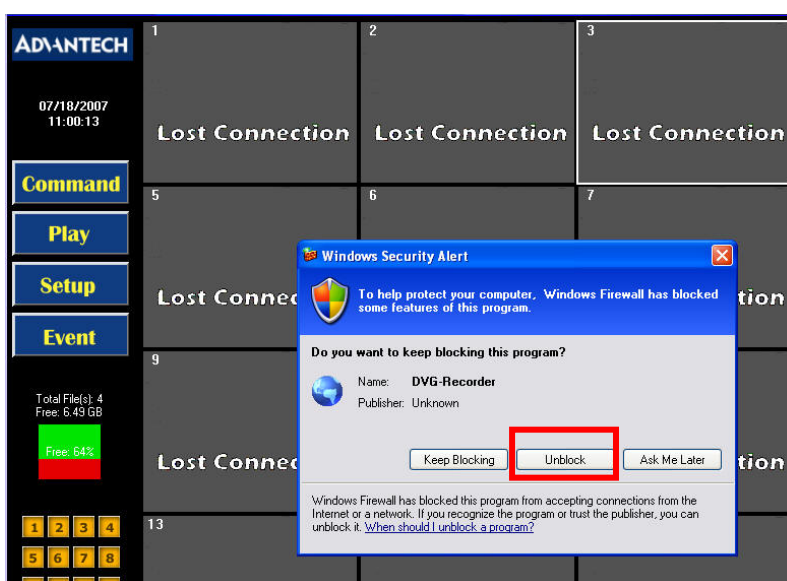 ADVANTECH
07/18/2007
11:00:13
Command
Play
Setup
Event
Total File(s): 4
Free: 6.49 GB
Free: 64%
1 2 3 4
5 6 7 8
1
Lost Connection
2
Lost Connection
3
Lost Connection
5
Lost Connec
6
7
tion
9
Lost Connec
tion
13
Windows Security Alert
To help protect your computer, Windows Firewall has blocked
some features of this program.
Do you want to keep blocking this program?
Name: DVG-Recorder
Publisher: Unknown
Keep Blocking
Unblock
Ask Me Later
Windows Firewall has blocked this program from accepting connections from the
Internet or a network. If you recognize the program or trust the publisher, you can
unblock it. When should I unblock a program?